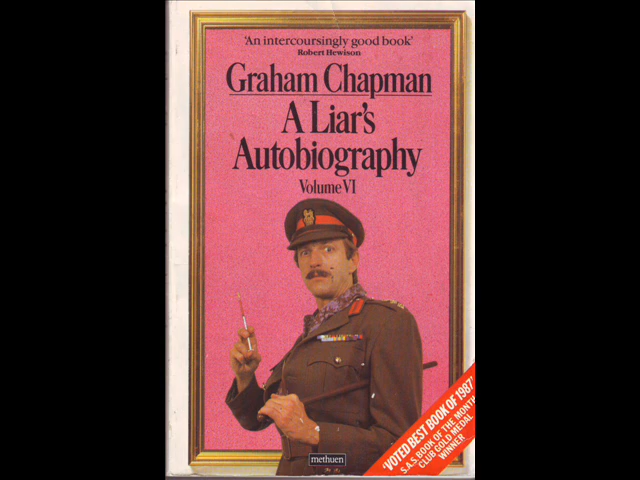 'An intercoursingly good book'
Robert Hewison
Graham Chapman
A Liar's
Autobiography
Volume VI
methuen
'VOTED BEST BOOK OF 1987'
S.A.S. BOOK OF THE MONTH
CLUB GOLD MEDAL
WINNER